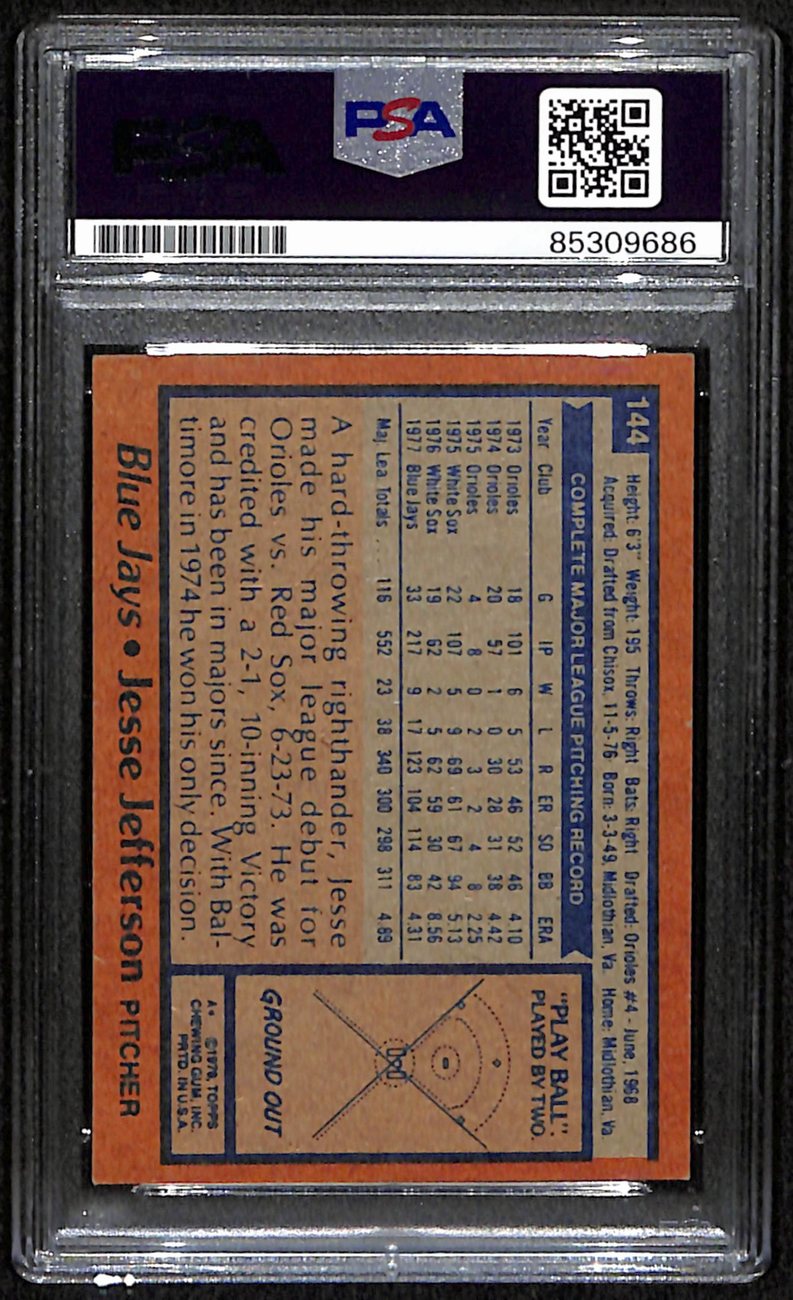 PSA
85309686
144
Height: 6'3" Weight: 195 Throws: Right Bats: Right Drafted: Orioles #4 - June, 1968
Acquired: Drafted from Chisox, 11-5-76 Born: 3-3-49, Midlothian, Va Home: Midlothian, Va
COMPLETE MAJOR LEAGUE PITCHING RECORD
Year Club G IP W L R ER SO BB ERA
1973 Orioles 18 101 6 5 53 46 52 46 4.10
1974 Orioles 20 57 1 0 30 28 31 38 4.42
1975 Orioles 4 8 0 2 3 2 4 8 2.25
1975 White Sox 22 107 5 9 69 61 67 94 5.13
1976 White Sox 19 62 2 5 62 59 30 42 8.56
1977 Blue Jays 33 217 9 17 123 104 114 83 4.31
Maj. Lea Totals .... 116 552 23 38 340 300 298 311 4.89
A hard-throwing righthander, Jesse
made his major league debut for
Orioles vs. Red Sox, 6-23-73. He was
credited with a 2-1, 10-inning Victory
and has been in majors since. With Bal-
timore in 1974 he won his only decision.
"PLAY BALL"
PLAYED BY TWO.
GROUND OUT
A* ©1978, TOPPS
CHEWING GUM, INC.
PRTD. IN U.S.A.
Blue Jays • Jesse Jefferson PITCHER